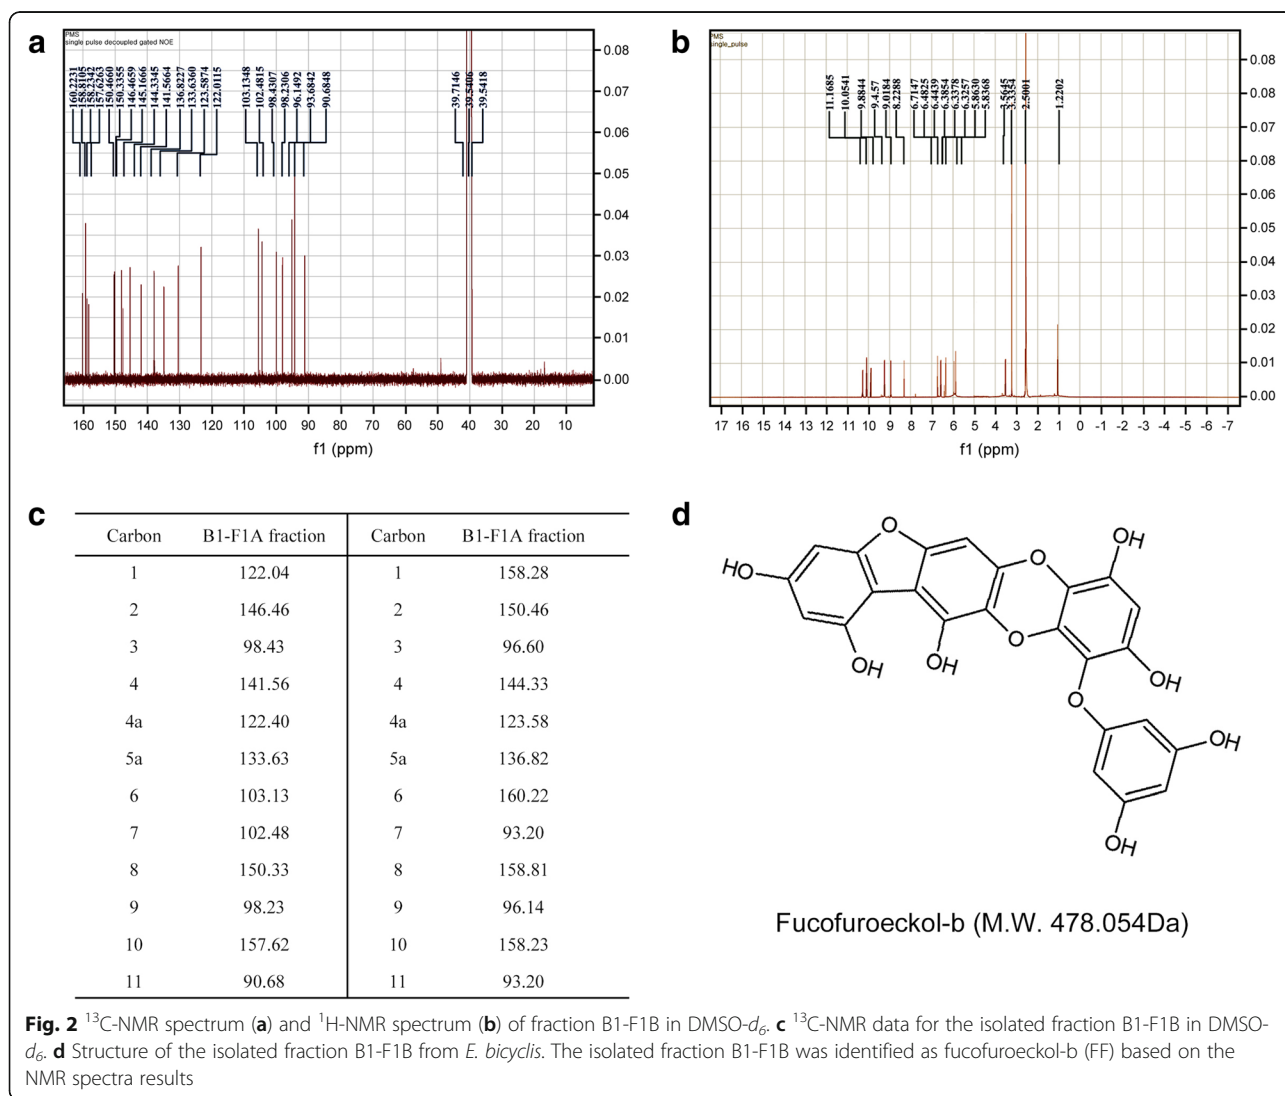 a
PMS
single pulse decoupled gated NOE
160.2231
158.8105
158.2342
157.6263
150.4660
150.3355
146.4659
145.1666
144.3345
141.5664
136.8227
133.6360
123.5874
122.0115
103.1348
102.4815
98.4307
98.2306
96.1492
93.6842
90.6848
39.7146
39.5406
39.5418
0.08
0.07
0.06
0.05
0.04
0.03
0.02
0.01
0.00
160 150 140 130 120 110 100 90 80 70 60 50 40 30 20 10
f1 (ppm)
b
PMS
single_pulse
11.1685
10.0541
9.8844
9.4.57
9.0184
8.2288
6.7147
6.4825
6.4439
6.3854
6.3378
6.3257
5.8630
5.8368
3.5645
3.3354
2.5001
1.2202
0.08
0.08
0.07
0.08
0.06
0.05
0.04
0.03
0.02
0.01
0.00
17 16 15 14 13 12 11 10 9 8 7 6 5 4 3 2 1 0 -1 -2 -3 -4 -5 -6 -7
f1 (ppm)
c
Carbon B1-F1A fraction Carbon B1-F1A fraction
1 122.04 1 158.28
2 146.46 2 150.46
3 98.43 3 96.60
4 141.56 4 144.33
4a 122.40 4a 123.58
5a 133.63 5a 136.82
6 103.13 6 160.22
7 102.48 7 93.20
8 150.33 8 158.81
9 98.23 9 96.14
10 157.62 10 158.23
11 90.68 11 93.20
d
O
OH
HO
O
O
OH
OH
OH
O
OH
OH
Fucofuroeckol-b (M.W. 478.054Da)
Fig. 2 ¹³C-NMR spectrum (a) and ¹H-NMR spectrum (b) of fraction B1-F1B in DMSO-d₆. c ¹³C-NMR data for the isolated fraction B1-F1B in DMSO-
d₆. d Structure of the isolated fraction B1-F1B from E. bicyclis. The isolated fraction B1-F1B was identified as fucofuroeckol-b (FF) based on the
NMR spectra results